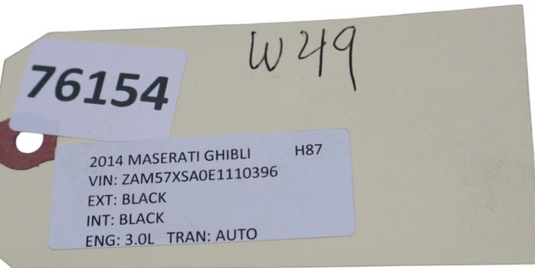 W49
76154
2014 MASERATI GHIBLI H87
VIN: ZAM57XSA0E1110396
EXT: BLACK
INT: BLACK
ENG: 3.0L TRAN: AUTO